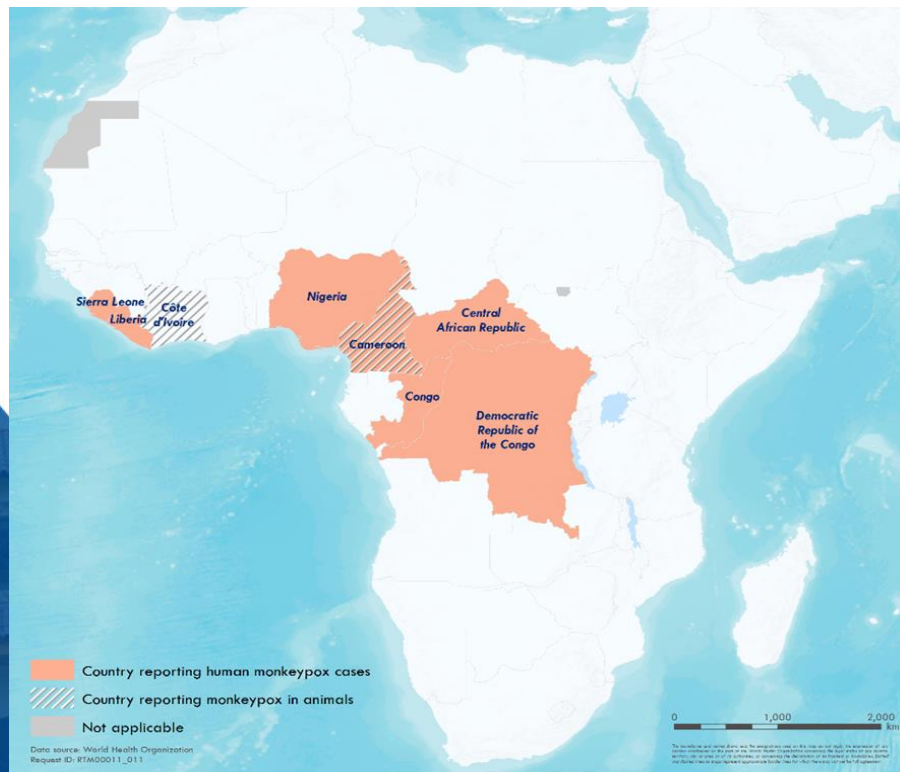 Sierra Leone
Liberia
Côte
d'Ivoire
Nigeria
Cameroon
Central
African Republic
Congo
Democratic
Republic of
the Congo
Country reporting human monkeypox cases
Country reporting monkeypox in animals
Not applicable
Data source: World Health Organization
Request ID: RTM00011_011
0 1,000 2,000
km